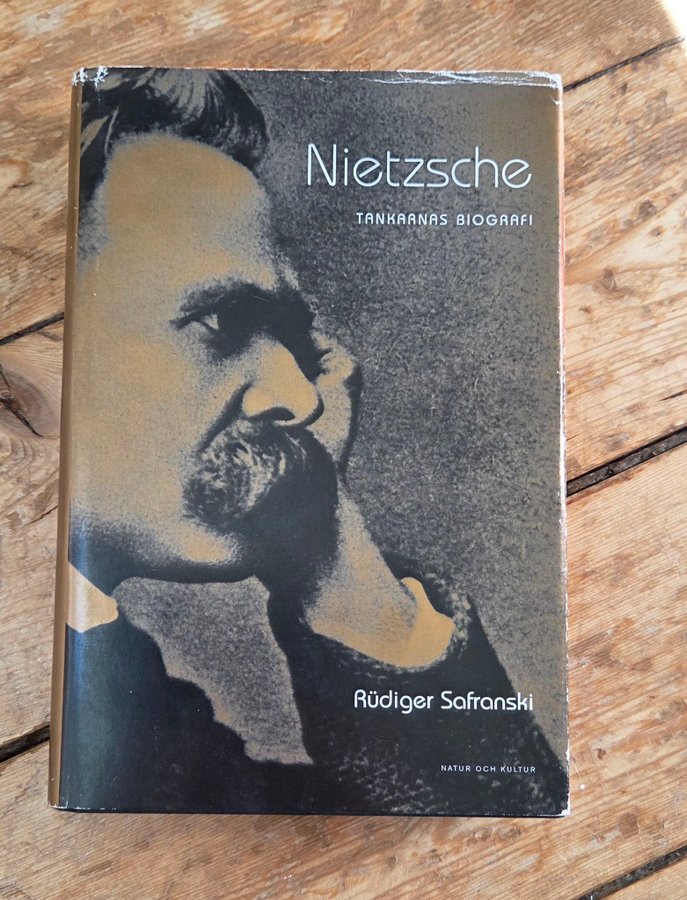 Nietzsche
TANKARNAS BIOGRAFI
Rüdiger Safranski
NATUR OCH KULTUR